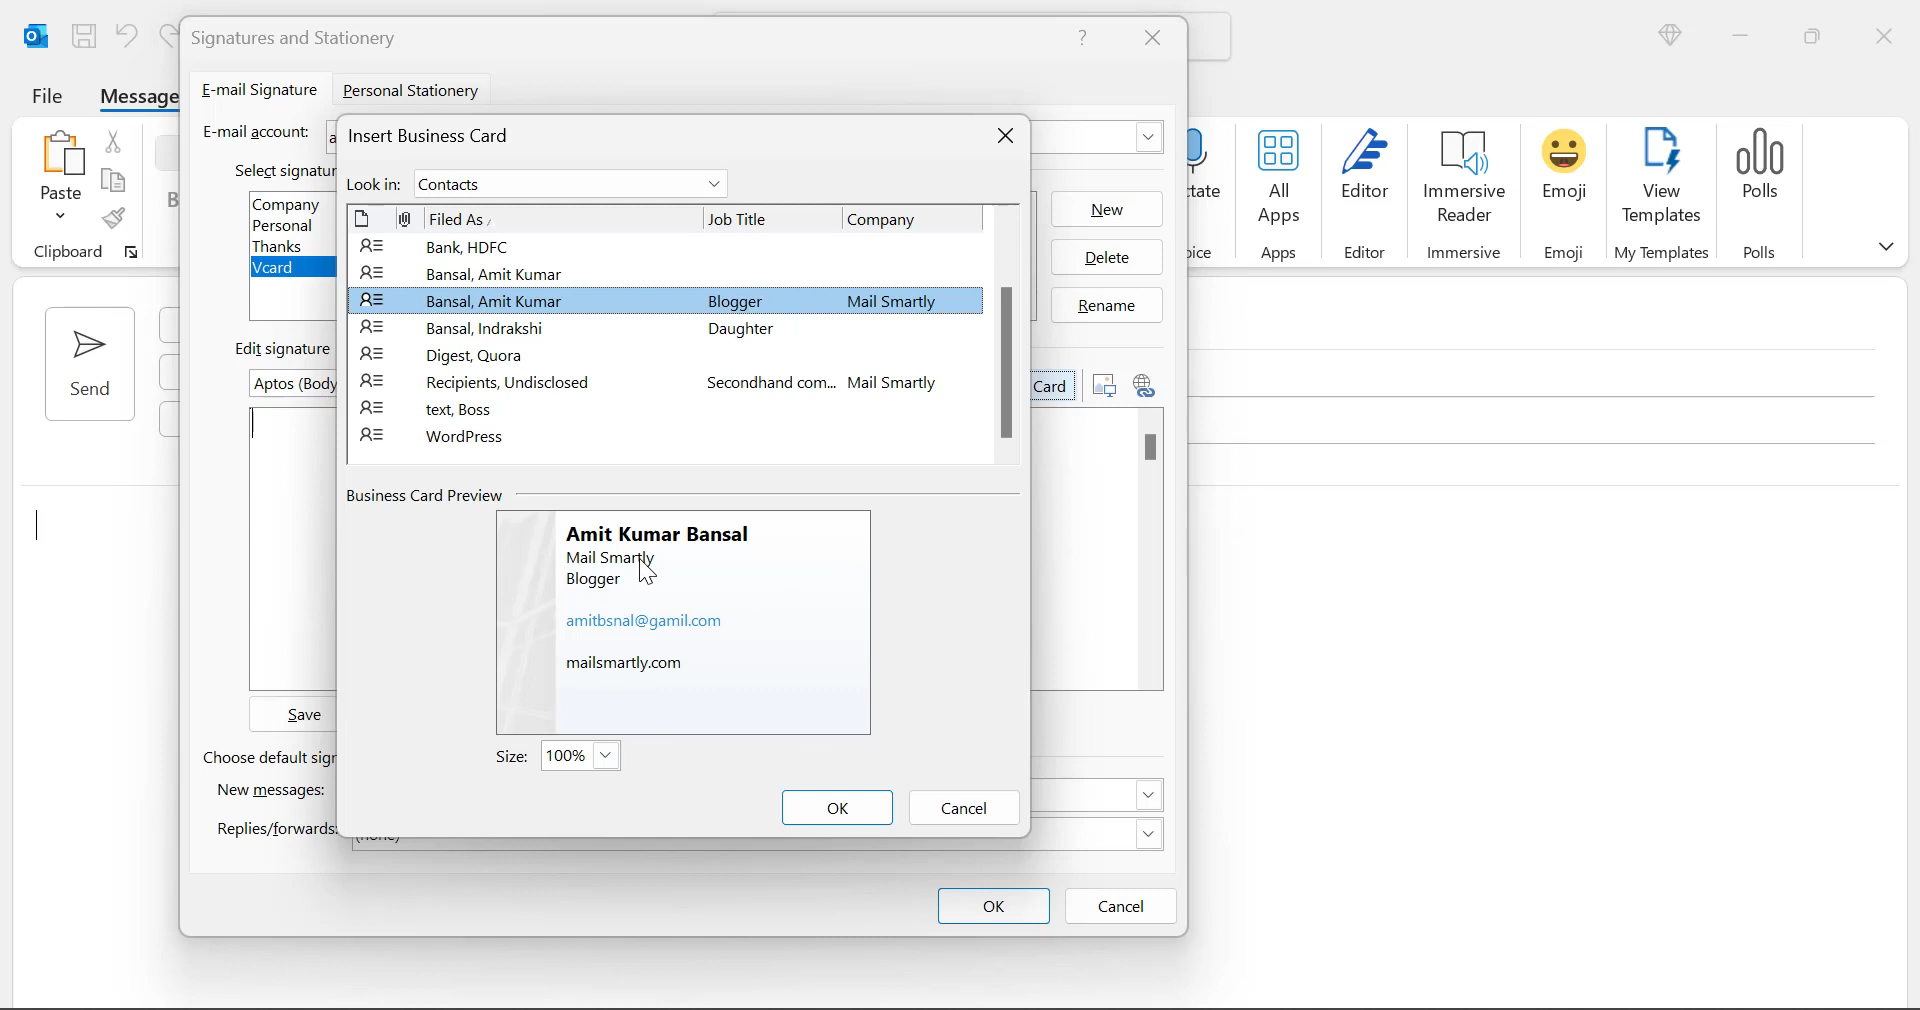 Signatures and Stationery
?
File
Message
E-mail Signature
Personal Stationery
E-mail account:
Insert Business Card
Select signatur
Look in:
Contacts
Company
Personal
Thanks
Vcard
Filed As
Job Title
Company
Bank, HDFC
Bansal, Amit Kumar
Bansal, Amit Kumar Blogger Mail Smartly
Bansal, Indrakshi Daughter
Digest, Quora
Recipients, Undisclosed Secondhand com... Mail Smartly
text, Boss
WordPress
New
Delete
Rename
Edit signature
Aptos (Body
Card
Business Card Preview
Amit Kumar Bansal
Mail Smartly
Blogger
amitbsnal@gamil.com
mailsmartly.com
Size:
100%
OK
Cancel
Save
Choose default sigr
New messages:
Replies/forwards:
(none)
OK
Cancel
Paste
B
Clipboard
Send
tate
oice
All
Apps
Apps
Editor
Editor
Immersive
Reader
Immersive
Emoji
Emoji
View
Templates
My Templates
Polls
Polls